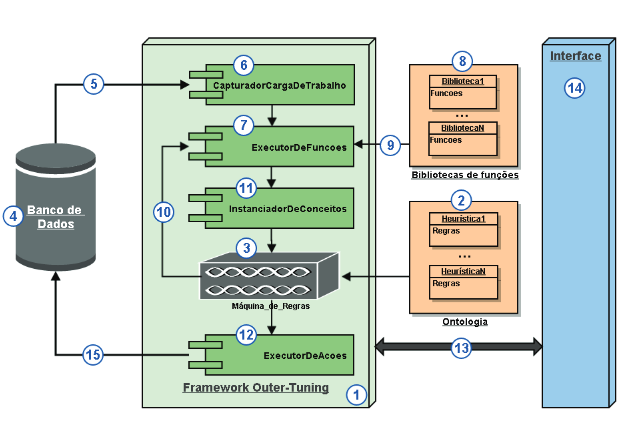 6
CapturadorCargaDeTrabalho
5
7
ExecutorDeFuncoes
9
11
InstanciadorDeConceitos
10
3
Máquina_de_Regras
12
ExecutorDeAcoes
Framework Outer-Tuning
1
4
Banco de
Dados
15
8
Biblioteca1
Funcoes
...
BibliotecaN
Funcoes
Bibliotecas de funções
2
Heurística1
Regras
...
HeurísticaN
Regras
Ontologia
13
Interface
14